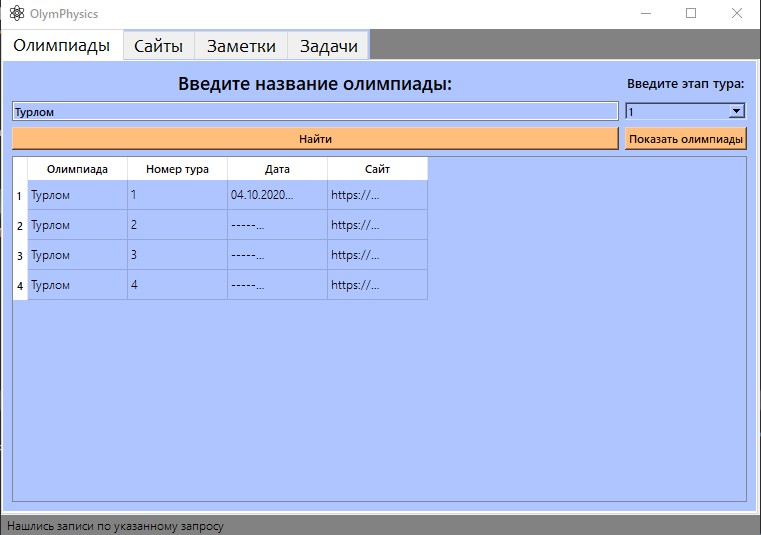 OlymPhysics
Олимпиады Сайты Заметки Задачи
Введите название олимпиады: Введите этап тура:
Турлом 1
Найти Показать олимпиады
Олимпиада Номер тура Дата Сайт
1 Турлом 1 04.10.2020... https://...
2 Турлом 2 -----... https://...
3 Турлом 3 -----... https://...
4 Турлом 4 -----... https://...
Нашлись записи по указанному запросу